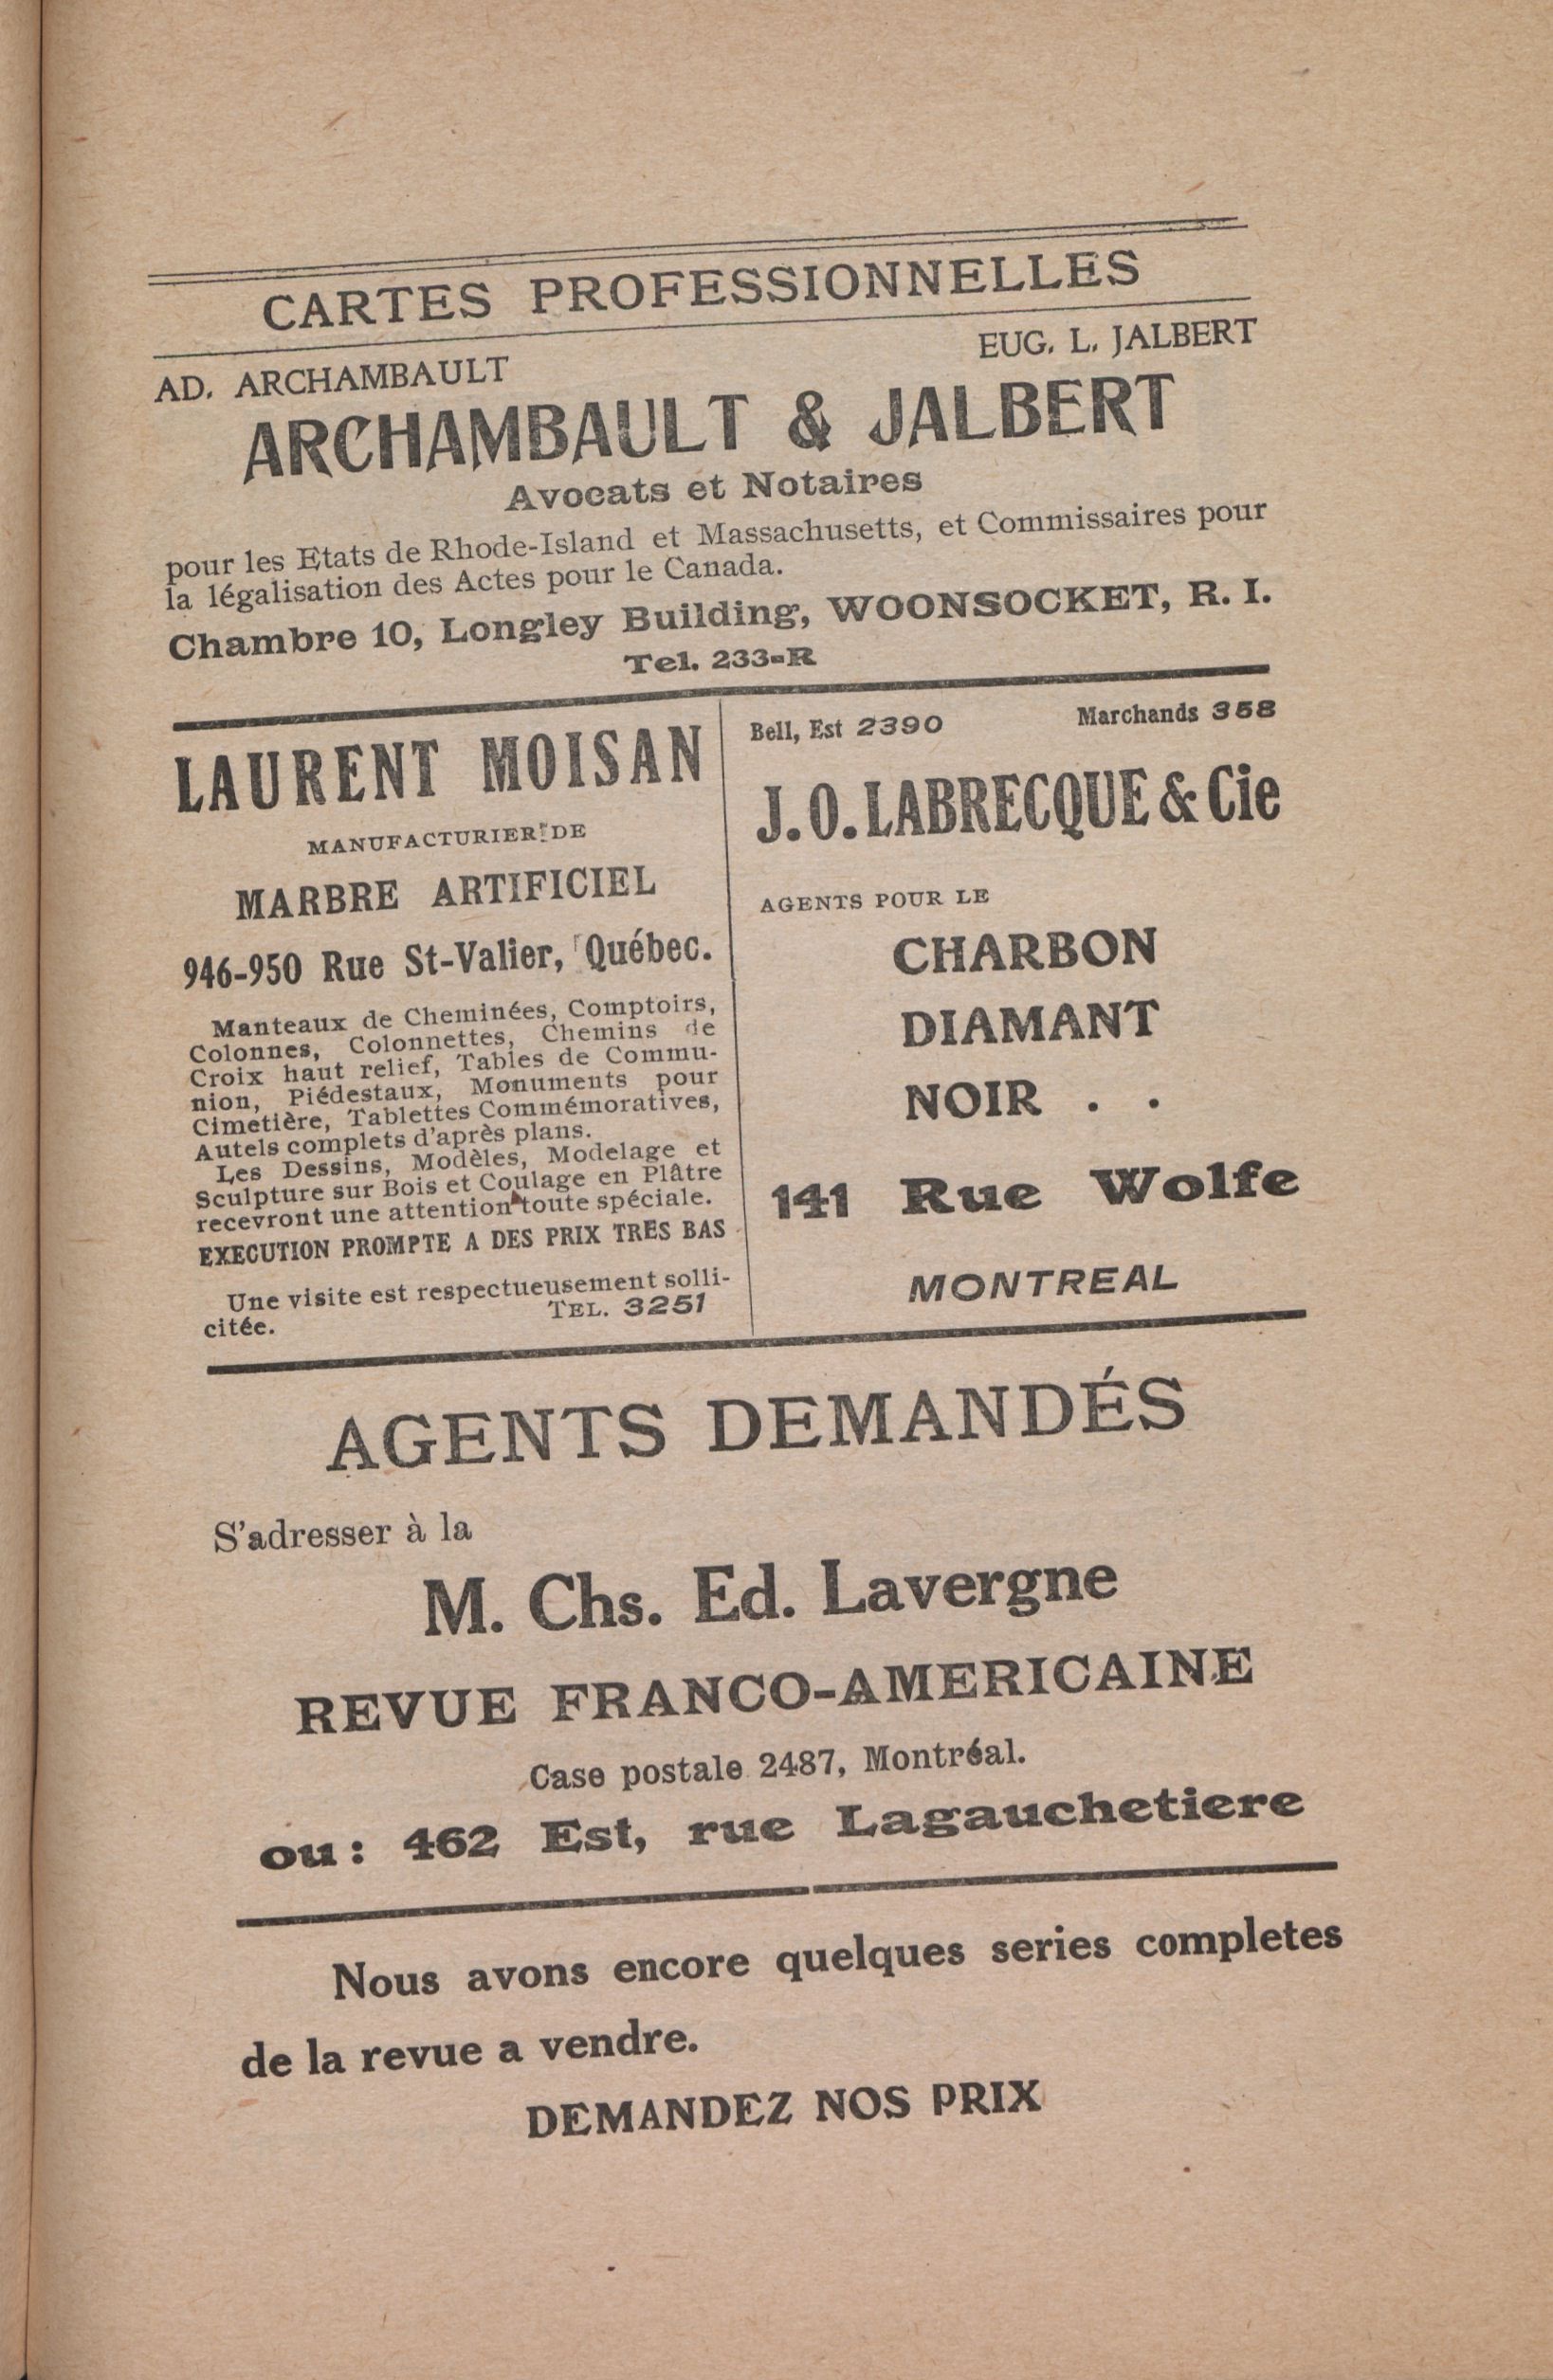 CARTES PROFESSIONNELLES
AD. ARCHAMBAULT
EUG. L. JALBERT
ARCHAMBAULT & JALBERT
Avocats et Notaires
pour les Etats de Rhode-Island et Massachusetts, et Commissaires pour
la légalisation des Actes pour le Canada.
Chambre 10, Longley Building, WOONSOCKET, R. I.
Tel. 233-R
LAURENT MOISAN
MANUFACTURIER DE
MARBRE ARTIFICIEL
946-950 Rue St-Valier, Québec.
Manteaux de Cheminées, Comptoirs,
Colonnes, Colonnettes, Chemins de
Croix haut relief, Tables de Commu-
nion, Piédestaux, Monuments pour
Cimetière, Tablettes Commémoratives,
Autels complets d'après plans.
Les Dessins, Modèles, Modelage et
Sculpture sur Bois et Coulage en Plâtre
recevront une attention toute spéciale.
EXECUTION PROMPTE A DES PRIX TRES BAS
Une visite est respectueusement solli-
citée.
TEL. 3251
Bell, Est 2390
Marchands 358
J. O. LABRECQUE & Cie
AGENTS POUR LE
CHARBON
DIAMANT
NOIR . .
141 Rue Wolfe
MONTREAL
AGENTS DEMANDÉS
S'adresser à la
M. Chs. Ed. Lavergne
REVUE FRANCO-AMERICAINE
Case postale 2487, Montréal.
ou : 462 Est, rue Lagauchetiere
Nous avons encore quelques series completes
de la revue a vendre.
DEMANDEZ NOS PRIX